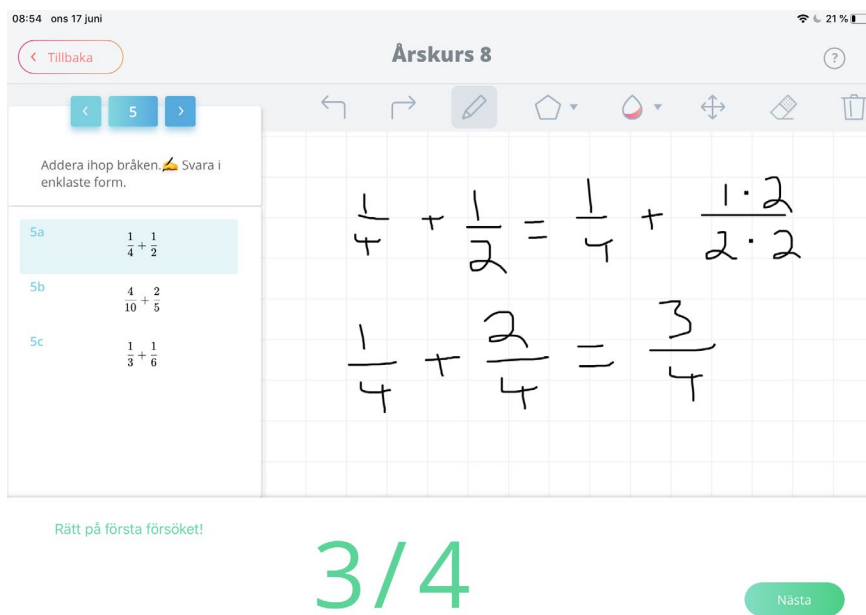 08:54 ons 17 juni 21 %
Tillbaka
Årskurs 8
?
5
Addera ihop bråken.✍️ Svara i
enklaste form.
5a 1/4 + 1/2
5b 4/10 + 2/5
5c 1/3 + 1/6
1/4 + 1/2 = 1/4 + 1·2/2·2
1/4 + 2/4 = 3/4
Rätt på första försöket!
3/4
Nästa